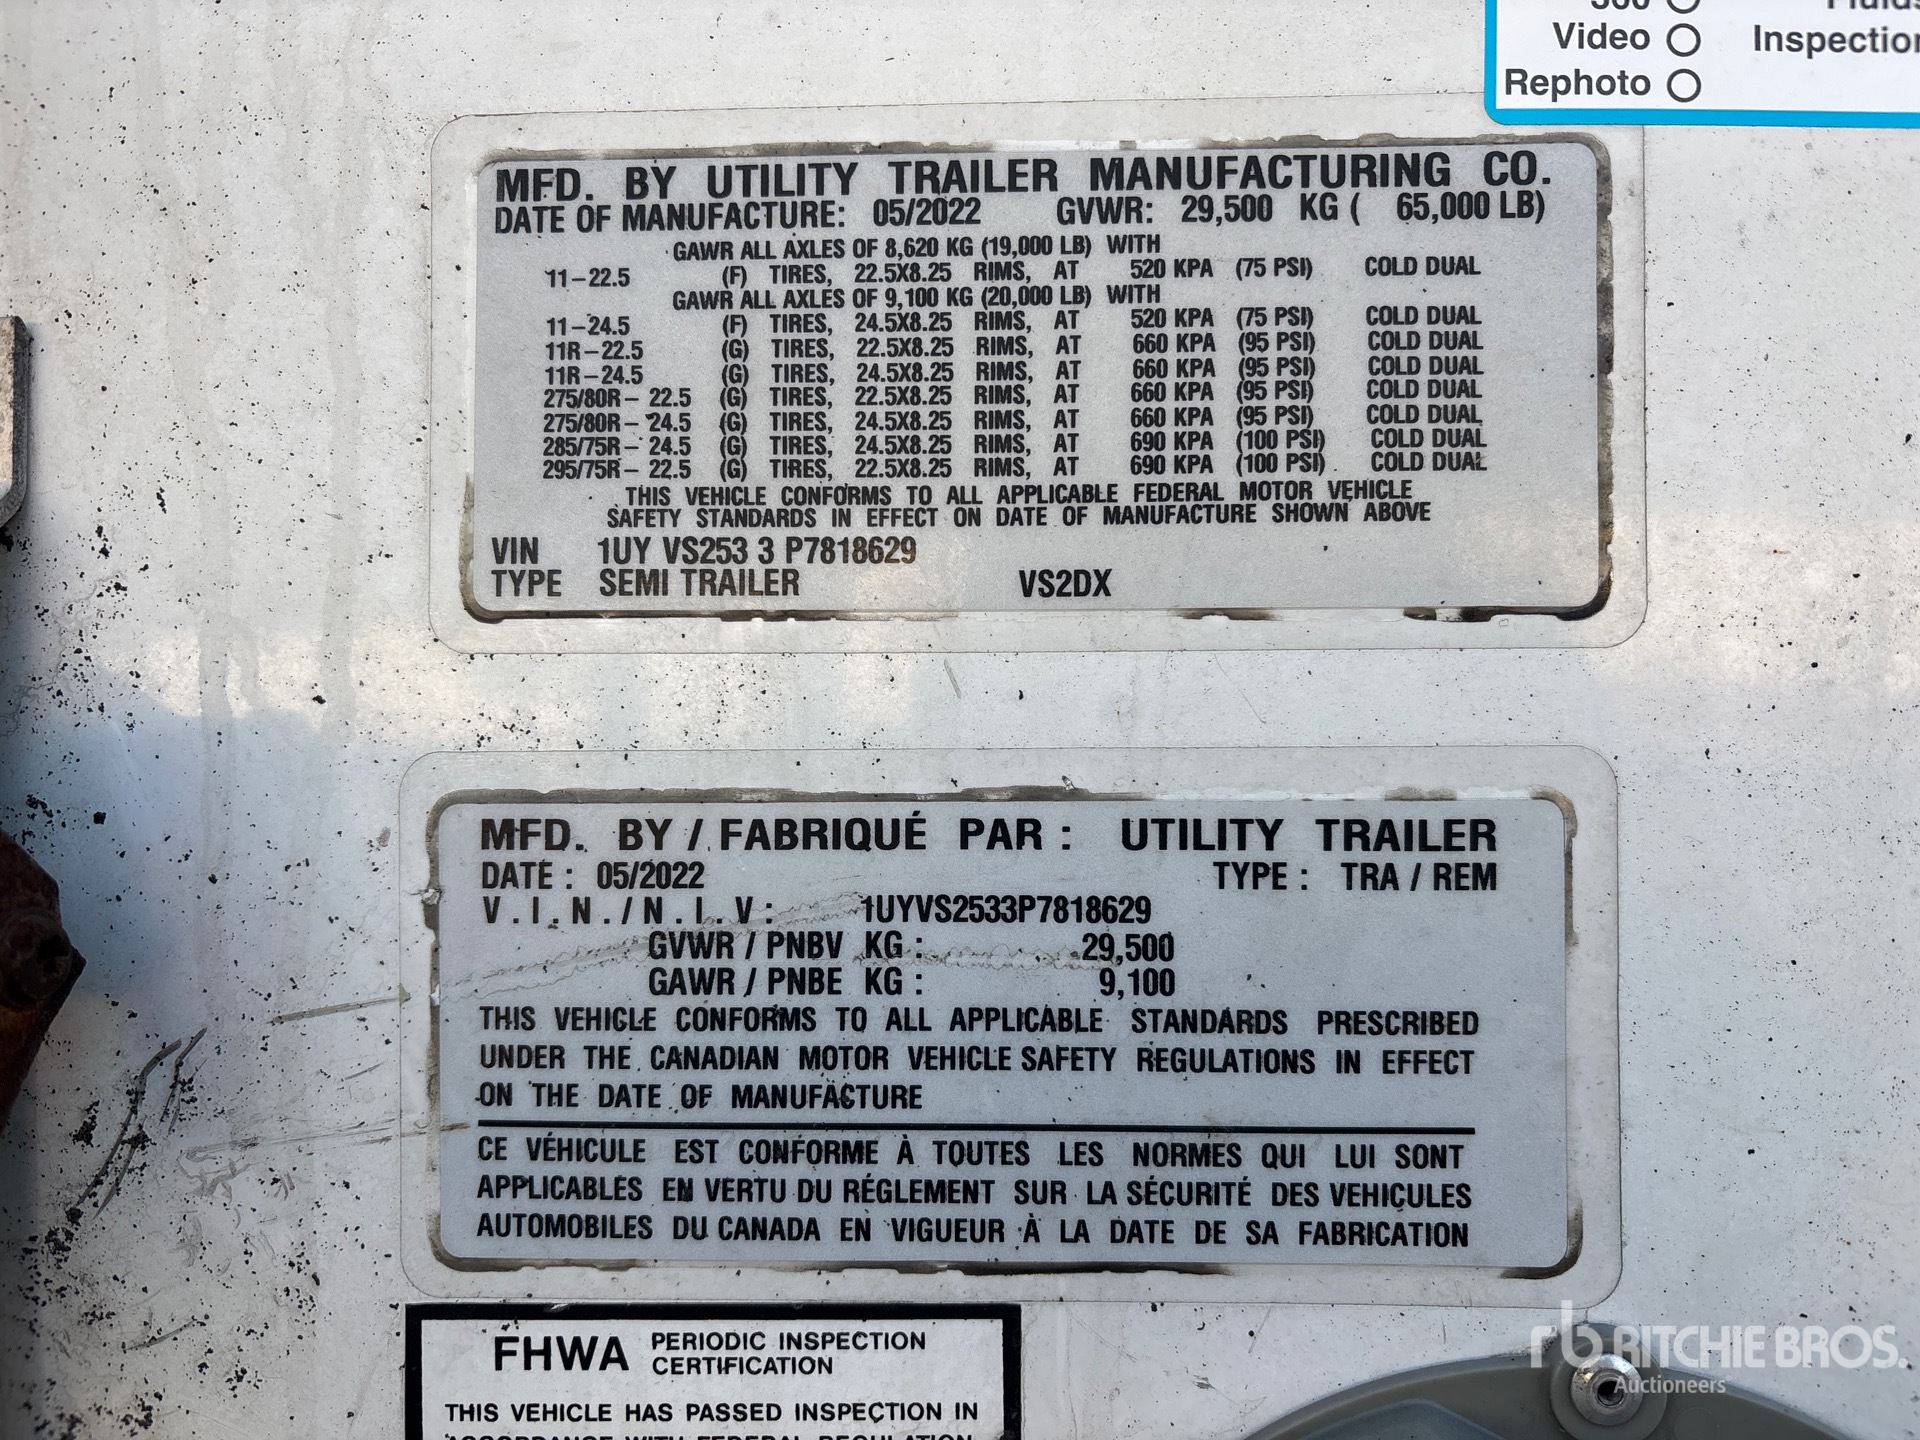 Video
Inspection
Rephoto
MFD. BY UTILITY TRAILER MANUFACTURING CO.
DATE OF MANUFACTURE: 05/2022 GVWR: 29,500 KG ( 65,000 LB)
GAWR ALL AXLES OF 8,620 KG (19,000 LB) WITH
11-22.5 (F) TIRES, 22.5X8.25 RIMS, AT 520 KPA (75 PSI) COLD DUAL
GAWR ALL AXLES OF 9,100 KG (20,000 LB) WITH
11-24.5 (F) TIRES, 24.5X8.25 RIMS, AT 520 KPA (75 PSI) COLD DUAL
11R-22.5 (G) TIRES, 22.5X8.25 RIMS, AT 660 KPA (95 PSI) COLD DUAL
11R-24.5 (G) TIRES, 24.5X8.25 RIMS, AT 660 KPA (95 PSI) COLD DUAL
275/80R- 22.5 (G) TIRES, 22.5X8.25 RIMS, AT 660 KPA (95 PSI) COLD DUAL
275/80R- 24.5 (G) TIRES, 24.5X8.25 RIMS, AT 660 KPA (95 PSI) COLD DUAL
285/75R- 24.5 (G) TIRES, 24.5X8.25 RIMS, AT 690 KPA (100 PSI) COLD DUAL
295/75R- 22.5 (G) TIRES, 22.5X8.25 RIMS, AT 690 KPA (100 PSI) COLD DUAL
THIS VEHICLE CONFORMS TO ALL APPLICABLE FEDERAL MOTOR VEHICLE
SAFETY STANDARDS IN EFFECT ON DATE OF MANUFACTURE SHOWN ABOVE
VIN 1UY VS253 3 P7818629
TYPE SEMI TRAILER VS2DX
MFD. BY / FABRIQUÉ PAR : UTILITY TRAILER
DATE : 05/2022 TYPE : TRA / REM
V.I.N./N.I.V: 1UYVS2533P7818629
GVWR / PNBV KG : 29,500
GAWR / PNBE KG : 9,100
THIS VEHICLE CONFORMS TO ALL APPLICABLE STANDARDS PRESCRIBED
UNDER THE CANADIAN MOTOR VEHICLE SAFETY REGULATIONS IN EFFECT
ON THE DATE OF MANUFACTURE
CE VÉHICULE EST CONFORME À TOUTES LES NORMES QUI LUI SONT
APPLICABLES EN VERTU DU RÉGLEMENT SUR LA SÉCURITÉ DES VEHICULES
AUTOMOBILES DU CANADA EN VIGUEUR À LA DATE DE SA FABRICATION
FHWA PERIODIC INSPECTION
CERTIFICATION
THIS VEHICLE HAS PASSED INSPECTION IN
ACCORDANCE WITH FEDERAL REGULATION
rb RITCHIE BROS.
Auctioneers